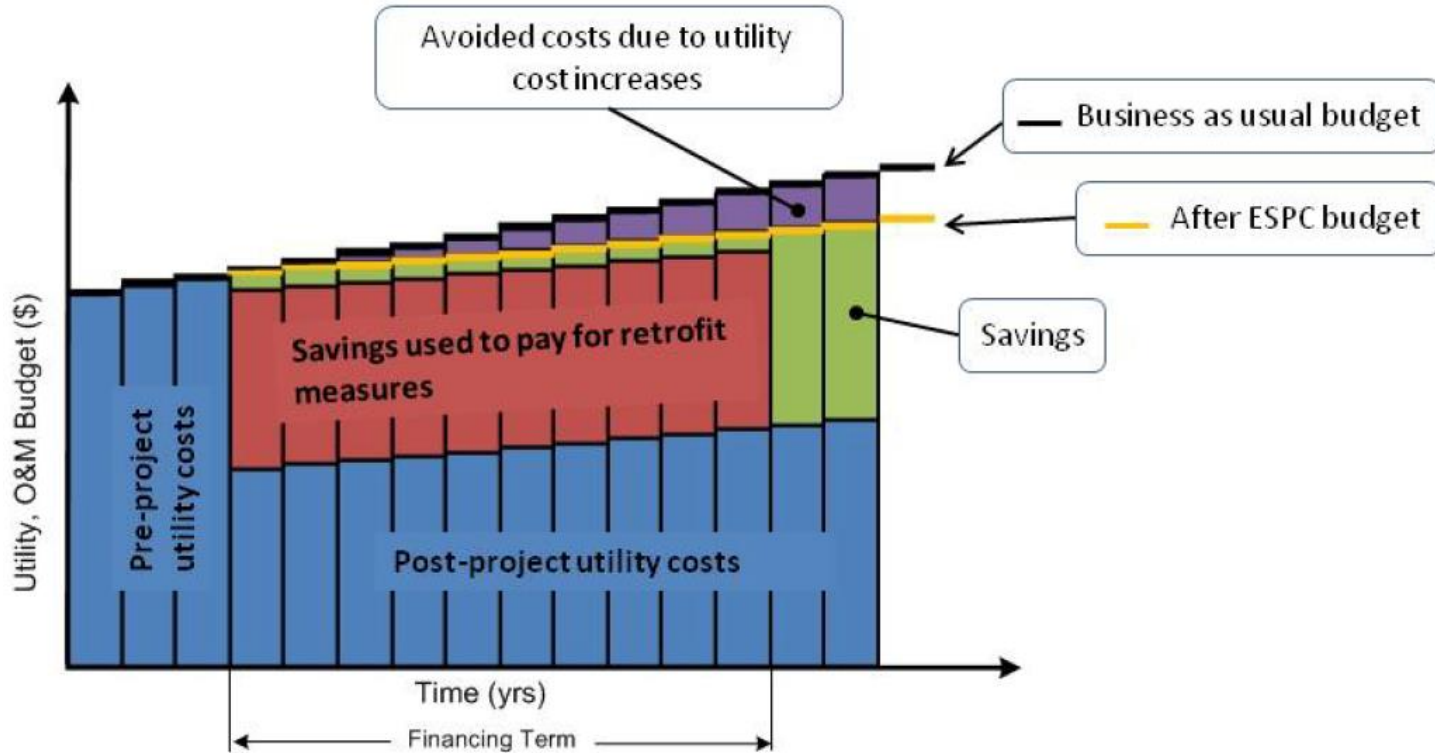 Avoided costs due to utility
cost increases
Business as usual budget
After ESPC budget
Savings
Utility, O&M Budget ($)
Pre-project
utility costs
Savings used to pay for retrofit
measures
Post-project utility costs
Time (yrs)
Financing Term